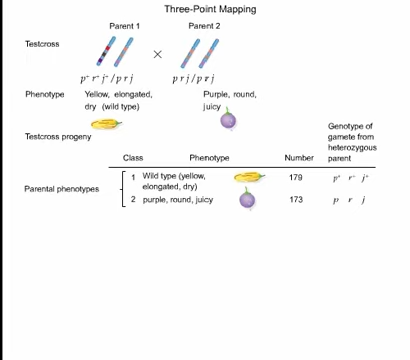 Three-Point Mapping
Parent 1 Parent 2
Testcross
×
p⁺ r⁺ j⁺/p r j p r j/p r j
Phenotype Yellow, elongated, Purple, round,
dry (wild type) juicy
Testcross progeny
Genotype of
gamete from
heterozygous
parent
Class Phenotype Number
Parental phenotypes
1 Wild type (yellow, 179 p⁺ r⁺ j⁺
elongated, dry)
2 purple, round, juicy 173 p r j